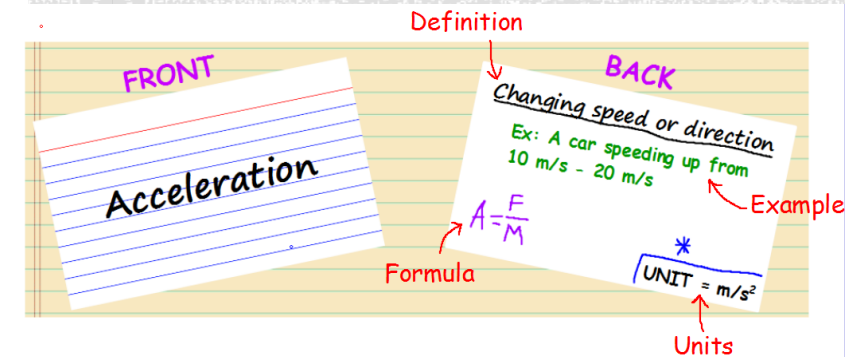 Definition
FRONT
BACK
Acceleration
Changing speed or direction
Ex: A car speeding up from
10 m/s - 20 m/s
Example
A = F/M
Formula
*
UNIT = m/s²
Units